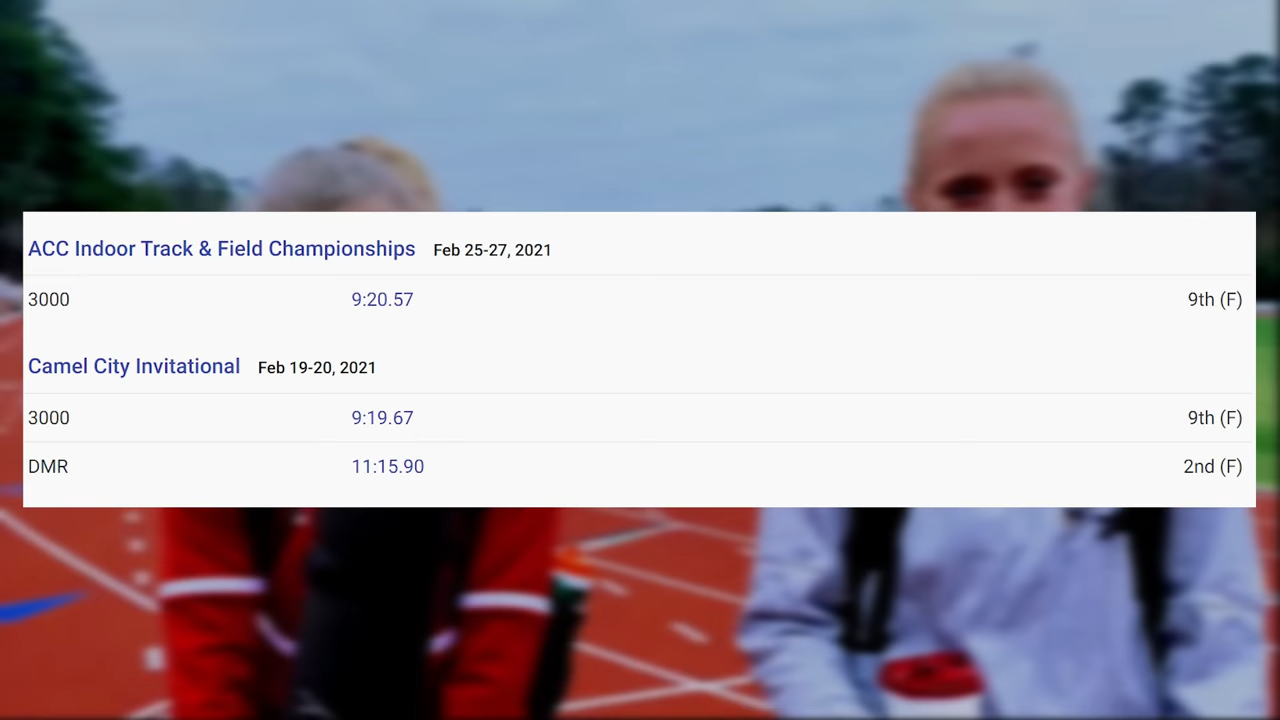 ACC Indoor Track & Field Championships Feb 25-27, 2021
3000 9:20.57 9th (F)
Camel City Invitational Feb 19-20, 2021
3000 9:19.67 9th (F)
DMR 11:15.90 2nd (F)